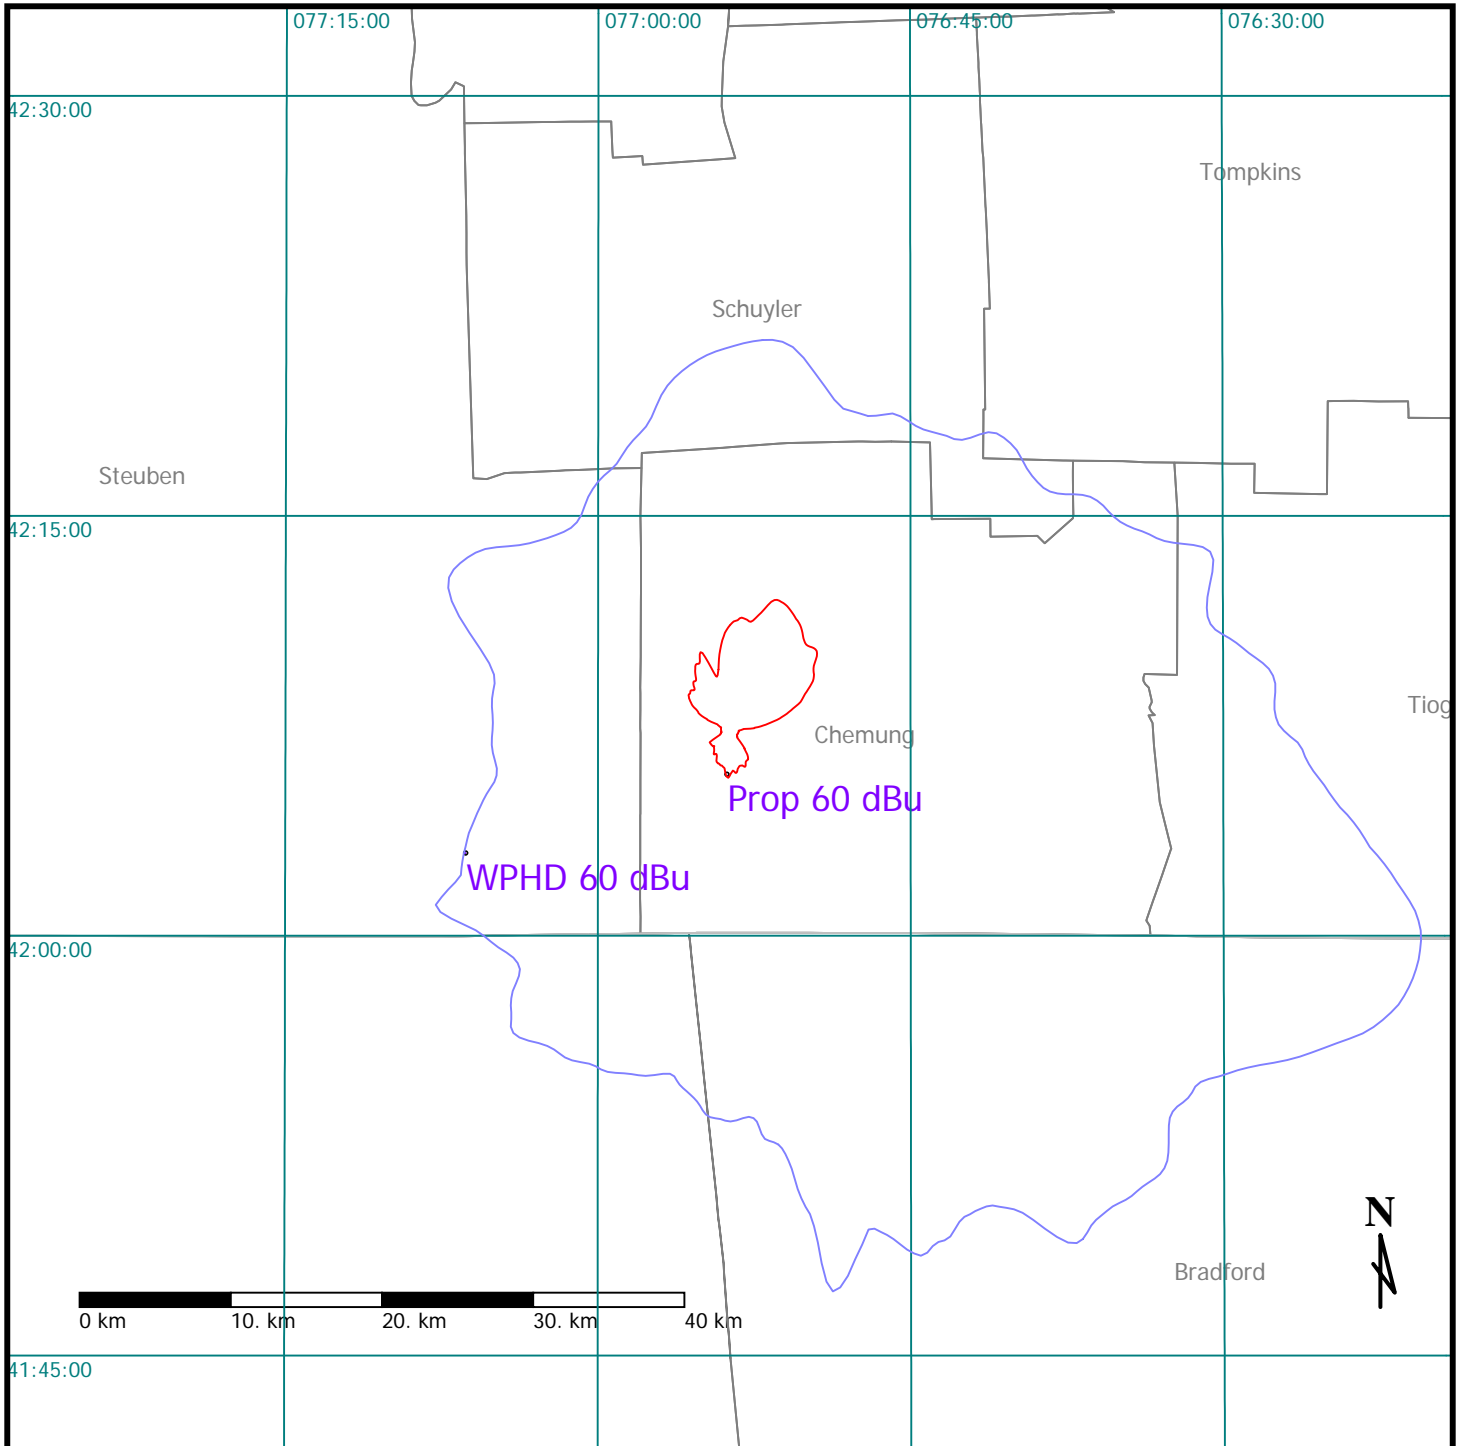 077:15:00
077:00:00
076:45:00
076:30:00
42:30:00
Tompkins
Schuyler
Steuben
42:15:00
Tiog
Chemung
Prop 60 dBu
WPHD 60 dBu
42:00:00
N
Bradford
0 km
10. km
20. km
30. km
40 km
41:45:00